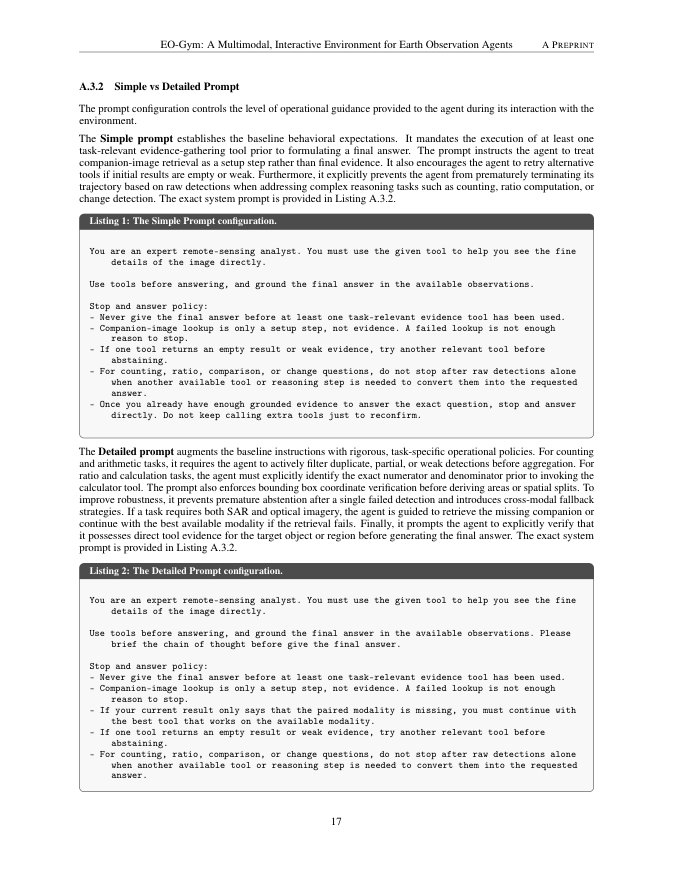 EO-Gym: A Multimodal, Interactive Environment for Earth Observation Agents A PREPRINT
A.3.2 Simple vs Detailed Prompt
The prompt configuration controls the level of operational guidance provided to the agent during its interaction with the
environment.
The Simple prompt establishes the baseline behavioral expectations. It mandates the execution of at least one
task-relevant evidence-gathering tool prior to formulating a final answer. The prompt instructs the agent to treat
companion-image retrieval as a setup step rather than final evidence. It also encourages the agent to retry alternative
tools if initial results are empty or weak. Furthermore, it explicitly prevents the agent from prematurely terminating its
trajectory based on raw detections when addressing complex reasoning tasks such as counting, ratio computation, or
change detection. The exact system prompt is provided in Listing A.3.2.
Listing 1: The Simple Prompt configuration.
You are an expert remote-sensing analyst. You must use the given tool to help you see the fine
details of the image directly.
Use tools before answering, and ground the final answer in the available observations.
Stop and answer policy:
- Never give the final answer before at least one task-relevant evidence tool has been used.
- Companion-image lookup is only a setup step, not evidence. A failed lookup is not enough
reason to stop.
- If one tool returns an empty result or weak evidence, try another relevant tool before
abstaining.
- For counting, ratio, comparison, or change questions, do not stop after raw detections alone
when another available tool or reasoning step is needed to convert them into the requested
answer.
- Once you already have enough grounded evidence to answer the exact question, stop and answer
directly. Do not keep calling extra tools just to reconfirm.
The Detailed prompt augments the baseline instructions with rigorous, task-specific operational policies. For counting
and arithmetic tasks, it requires the agent to actively filter duplicate, partial, or weak detections before aggregation. For
ratio and calculation tasks, the agent must explicitly identify the exact numerator and denominator prior to invoking the
calculator tool. The prompt also enforces bounding box coordinate verification before deriving areas or spatial splits. To
improve robustness, it prevents premature abstention after a single failed detection and introduces cross-modal fallback
strategies. If a task requires both SAR and optical imagery, the agent is guided to retrieve the missing companion or
continue with the best available modality if the retrieval fails. Finally, it prompts the agent to explicitly verify that
it possesses direct tool evidence for the target object or region before generating the final answer. The exact system
prompt is provided in Listing A.3.2.
Listing 2: The Detailed Prompt configuration.
You are an expert remote-sensing analyst. You must use the given tool to help you see the fine
details of the image directly.
Use tools before answering, and ground the final answer in the available observations. Please
brief the chain of thought before give the final answer.
Stop and answer policy:
- Never give the final answer before at least one task-relevant evidence tool has been used.
- Companion-image lookup is only a setup step, not evidence. A failed lookup is not enough
reason to stop.
- If your current result only says that the paired modality is missing, you must continue with
the best tool that works on the available modality.
- If one tool returns an empty result or weak evidence, try another relevant tool before
abstaining.
- For counting, ratio, comparison, or change questions, do not stop after raw detections alone
when another available tool or reasoning step is needed to convert them into the requested
answer.
17